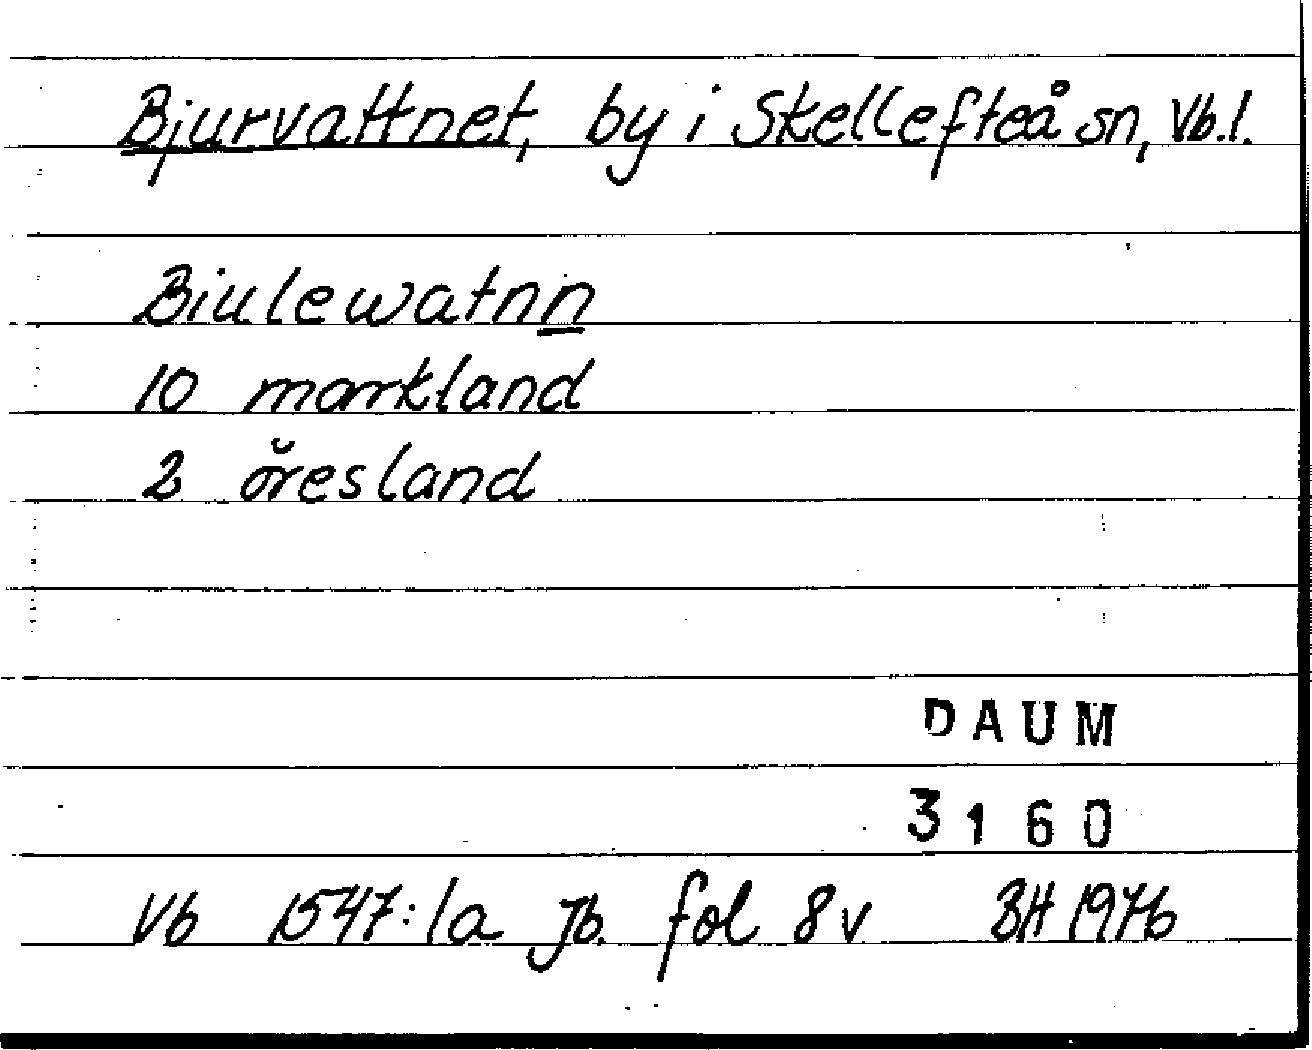 Bjurvattnet, by i Skellefteå sn, Vb.l.
Biulewatnn
10 markland
2 öresland
DAUM
3160
Vb 1547:1a Jb. fol 8v BH 1976